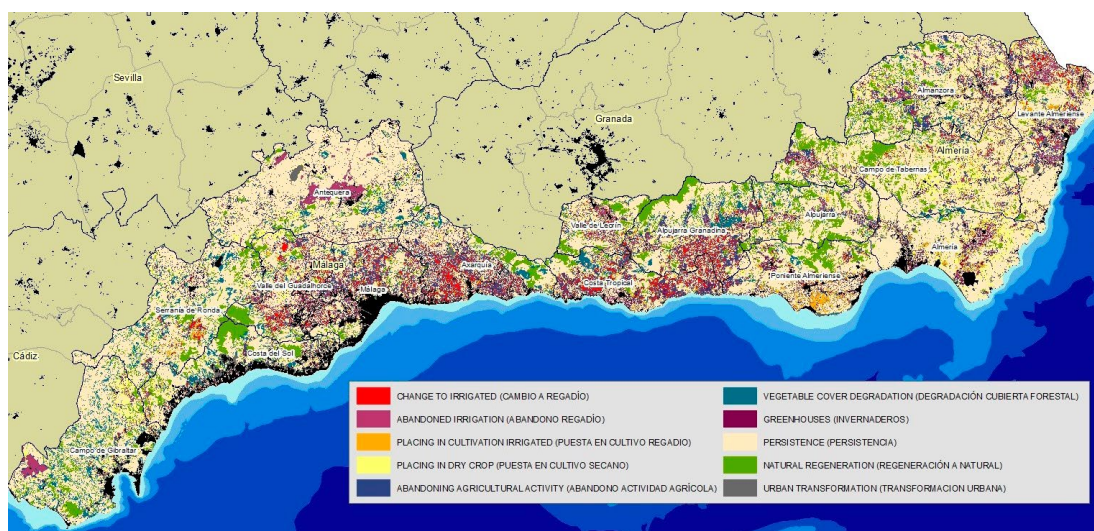 Sevilla
Granada
Almanzora
Levante Almeriense
Almería
Campo de Tabernas
Antequera
Valle de Lecrin
Alpujarra Granadina
Alpujarra
Málaga
Axarquía
Almería
Valle del Guadalhorce
Málaga
Costa Tropical
Poniente Almeriense
Serranía de Ronda
Cádiz
Costa del Sol
Campo de Gibraltar
CHANGE TO IRRIGATED (CAMBIO A REGADÍO)
ABANDONED IRRIGATION (ABANDONO REGADÍO)
PLACING IN CULTIVATION IRRIGATED (PUESTA EN CULTIVO REGADIO)
PLACING IN DRY CROP (PUESTA EN CULTIVO SECANO)
ABANDONING AGRICULTURAL ACTIVITY (ABANDONO ACTIVIDAD AGRÍCOLA)
VEGETABLE COVER DEGRADATION (DEGRADACIÓN CUBIERTA FORESTAL)
GREENHOUSES (INVERNADEROS)
PERSISTENCE (PERSISTENCIA)
NATURAL REGENERATION (REGENERACIÓN A NATURAL)
URBAN TRANSFORMATION (TRANSFORMACION URBANA)